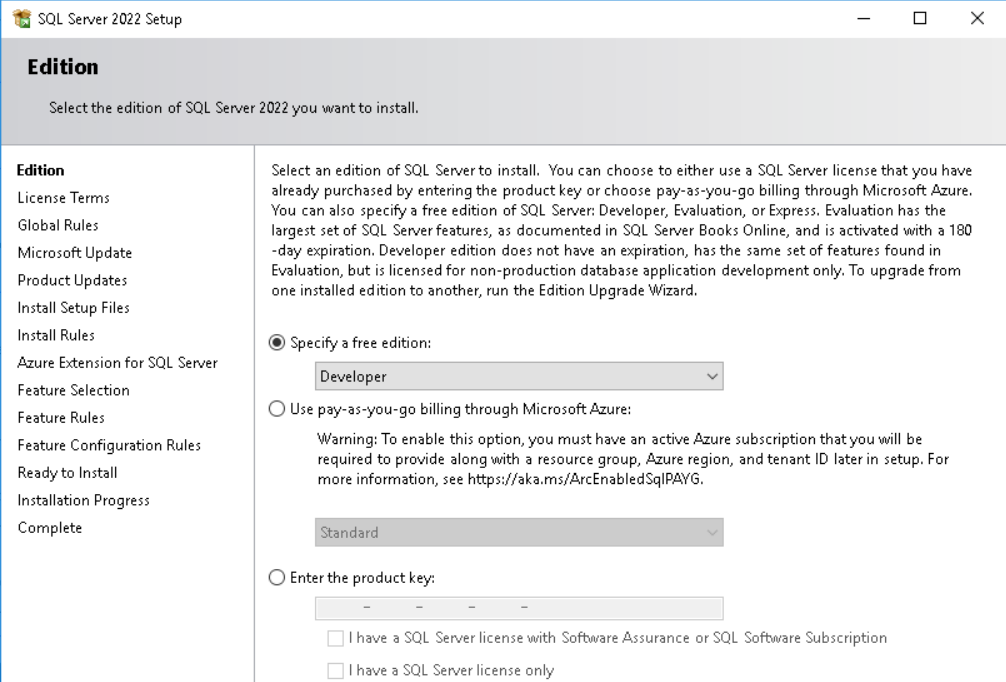 SQL Server 2022 Setup
Edition
Select the edition of SQL Server 2022 you want to install.
Edition
License Terms
Global Rules
Microsoft Update
Product Updates
Install Setup Files
Install Rules
Azure Extension for SQL Server
Feature Selection
Feature Rules
Feature Configuration Rules
Ready to Install
Installation Progress
Complete
Select an edition of SQL Server to install.  You can choose to either use a SQL Server license that you have
already purchased by entering the product key or choose pay-as-you-go billing through Microsoft Azure.
You can also specify a free edition of SQL Server: Developer, Evaluation, or Express. Evaluation has the
largest set of SQL Server features, as documented in SQL Server Books Online, and is activated with a 180
-day expiration. Developer edition does not have an expiration, has the same set of features found in
Evaluation, but is licensed for non-production database application development only. To upgrade from
one installed edition to another, run the Edition Upgrade Wizard.
Specify a free edition:
Developer
Use pay-as-you-go billing through Microsoft Azure:
Warning: To enable this option, you must have an active Azure subscription that you will be
required to provide along with a resource group, Azure region, and tenant ID later in setup. For
more information, see https://aka.ms/ArcEnabledSqlPAYG.
Standard
Enter the product key:
- - - -
I have a SQL Server license with Software Assurance or SQL Software Subscription
I have a SQL Server license only